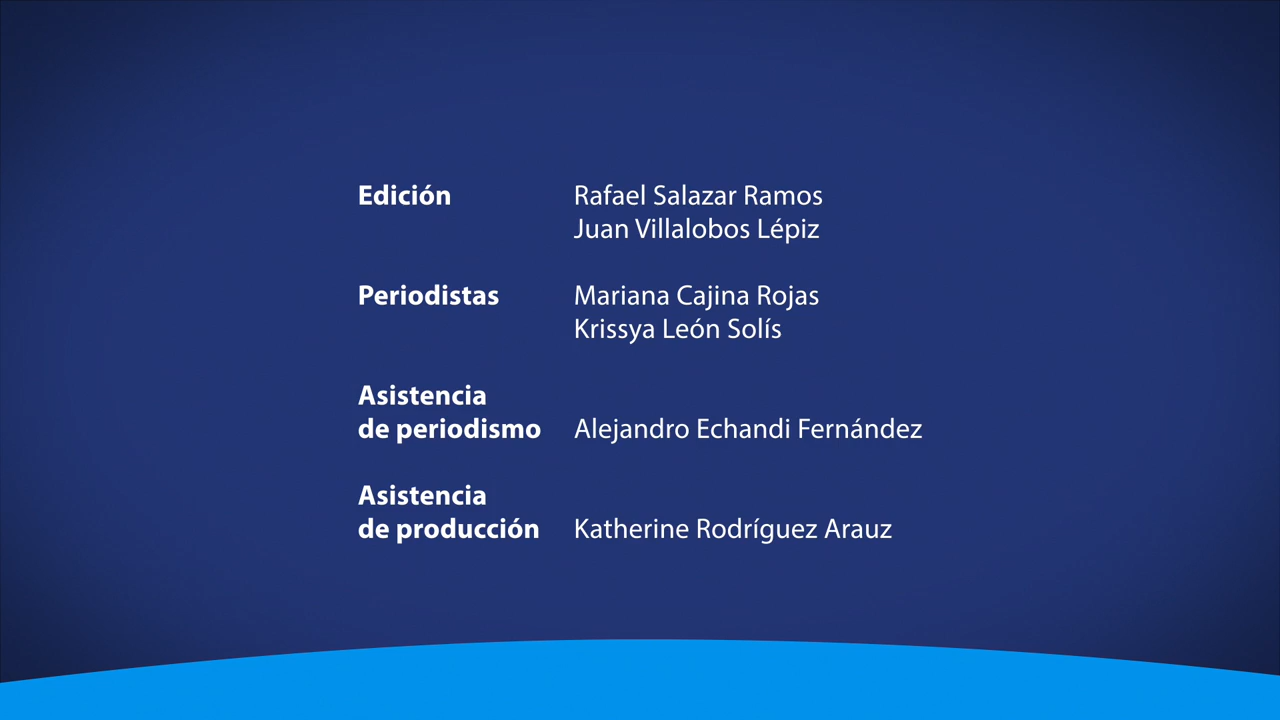 Edición Rafael Salazar Ramos
Juan Villalobos Lépiz
Periodistas Mariana Cajina Rojas
Krissya León Solís
Asistencia
de periodismo Alejandro Echandi Fernández
Asistencia
de producción Katherine Rodríguez Arauz